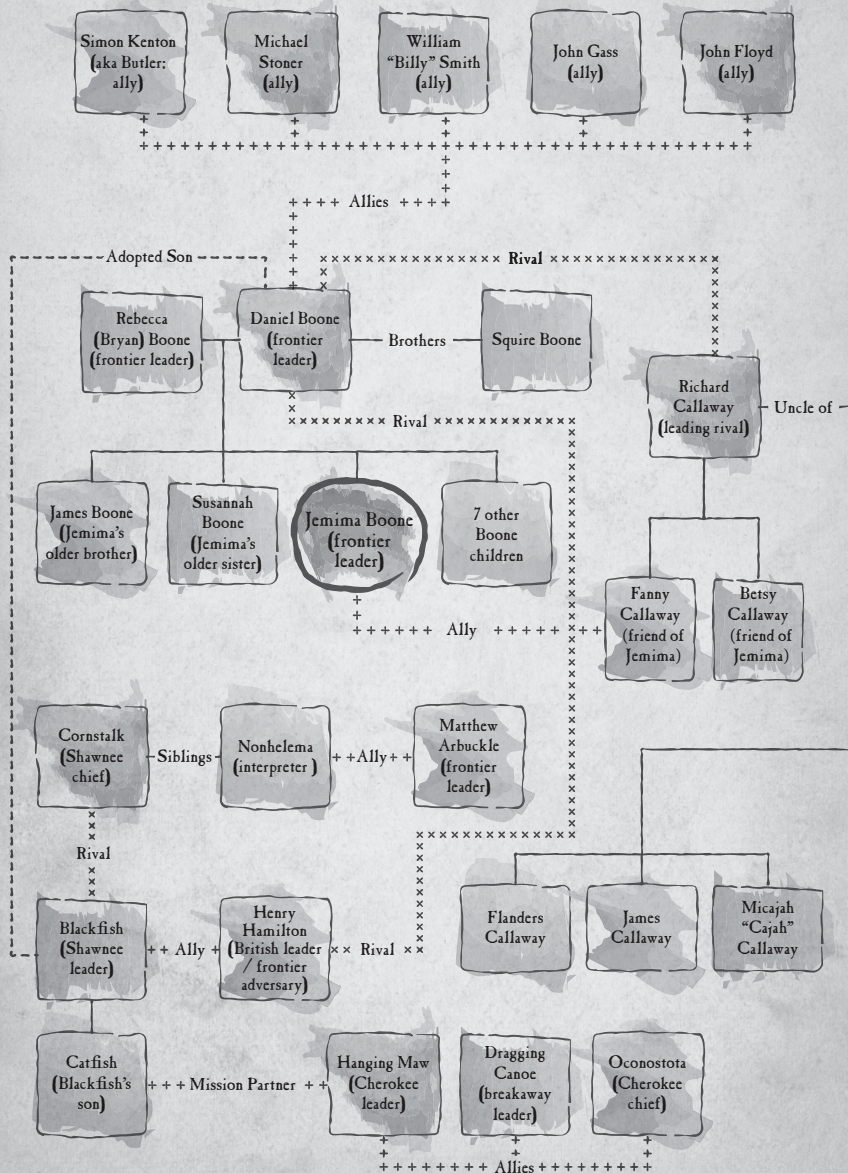 Simon Kenton
(aka Butler;
ally)
Michael
Stoner
(ally)
William
“Billy” Smith
(ally)
John Gass
(ally)
John Floyd
(ally)
Allies
Adopted Son
Rival
Rebecca
(Bryan) Boone
(frontier leader)
Daniel Boone
(frontier
leader)
Brothers
Squire Boone
Richard
Callaway
(leading rival)
Uncle of
Rival
James Boone
(Jemima’s
older brother)
Susannah
Boone
(Jemima’s
older sister)
Jemima Boone
(frontier
leader)
7 other
Boone
children
Fanny
Callaway
(friend of
Jemima)
Betsy
Callaway
(friend of
Jemima)
Ally
Cornstalk
(Shawnee
chief)
Siblings
Nonhelema
(interpreter )
Ally
Matthew
Arbuckle
(frontier
leader)
Rival
Blackfish
(Shawnee
leader)
Ally
Henry
Hamilton
(British leader
/ frontier
adversary)
Rival
Flanders
Callaway
James
Callaway
Micajah
“Cajah”
Callaway
Catfish
(Blackfish’s
son)
Mission Partner
Hanging Maw
(Cherokee
leader)
Dragging
Canoe
(breakaway
leader)
Oconostota
(Cherokee
chief)
Allies